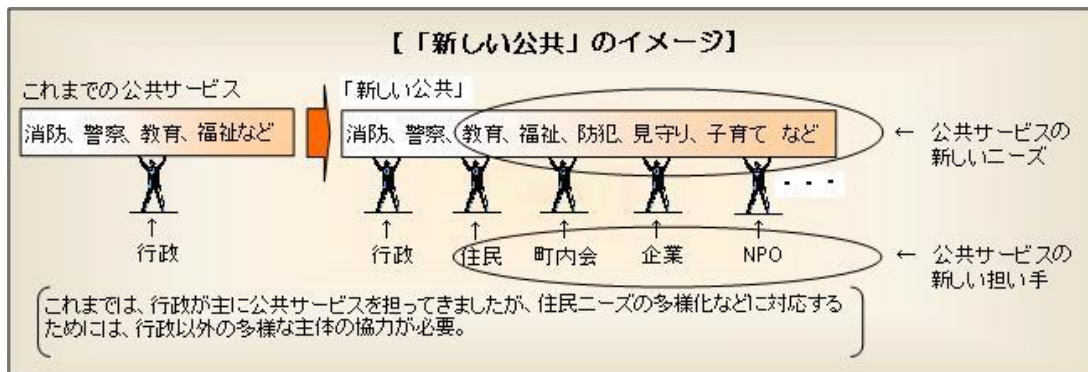 【「新しい公共」のイメージ】
これまでの公共サービス
消防、警察、教育、福祉など
↑
行政
「新しい公共」
消防、警察、教育、福祉、防犯、見守り、子育て など
・・・
↑ ↑ ↑ ↑ ↑
行政 住民 町内会 企業 NPO
← 公共サービスの
新しいニーズ
← 公共サービスの
新しい担い手
これまでは、行政が主に公共サービスを担ってきましたが、住民ニーズの多様化などに対応する
ためには、行政以外の多様な主体の協力が必要。